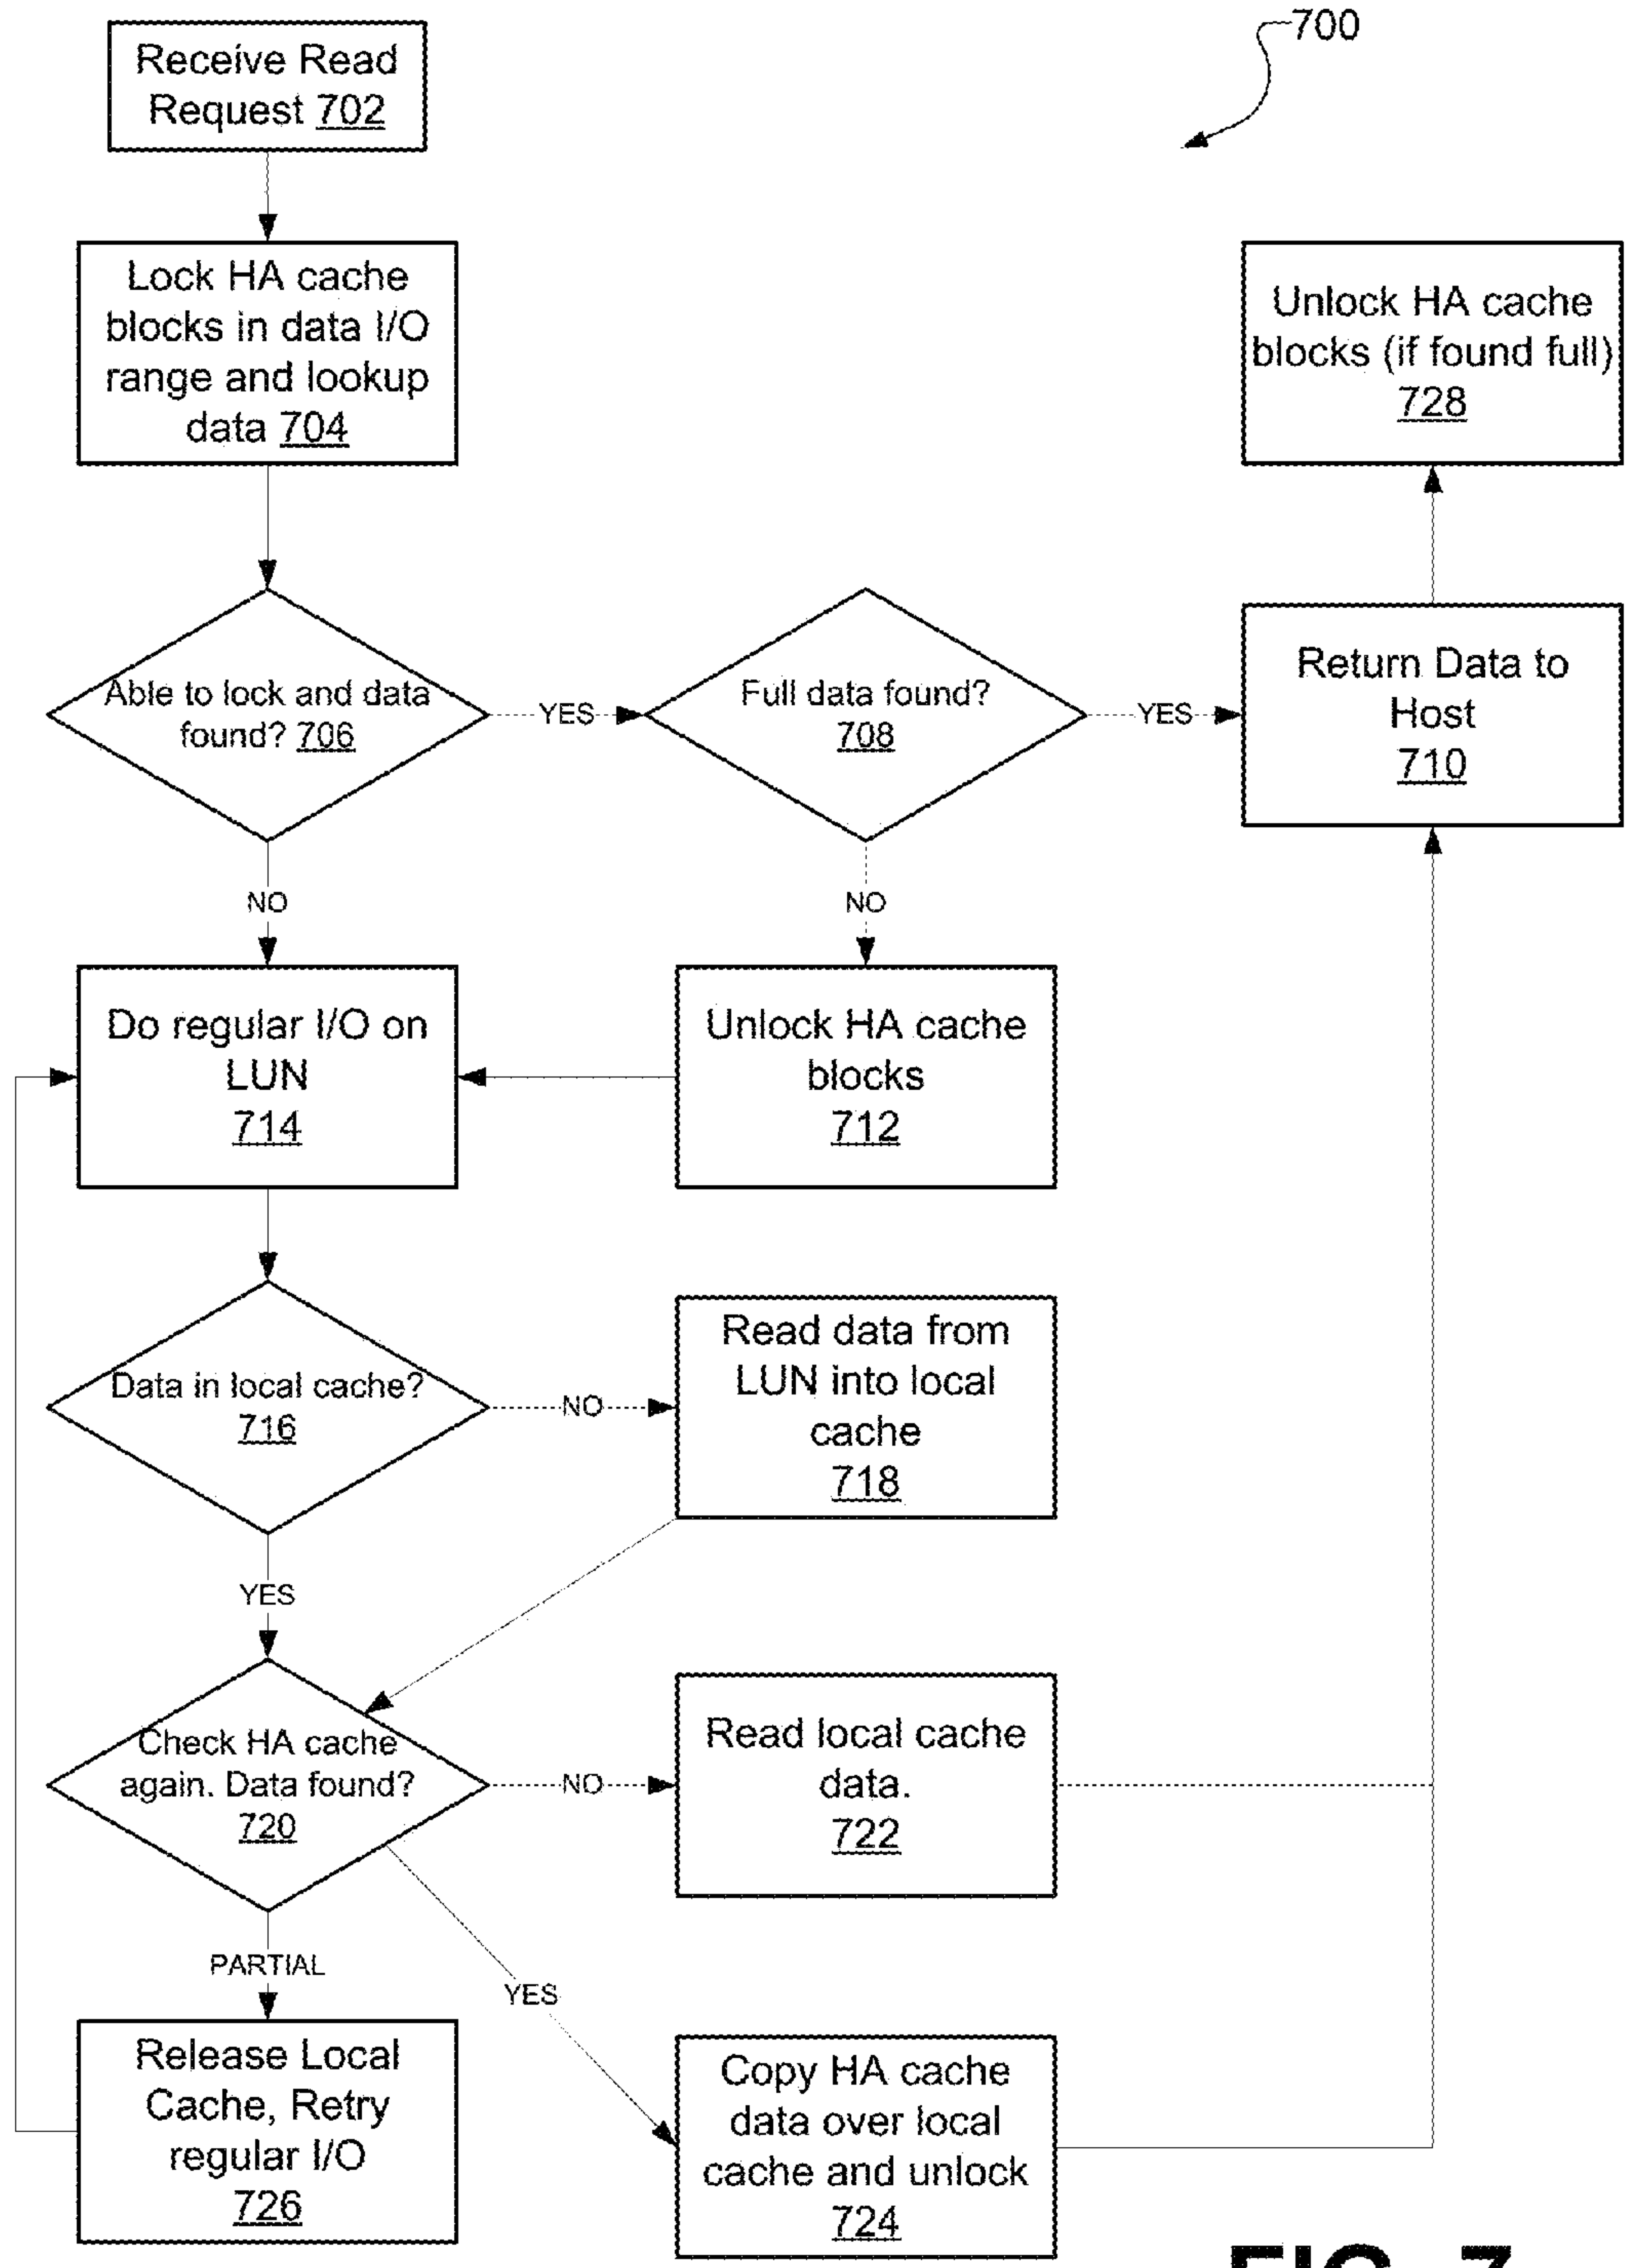 700
Receive Read
Request 702
Lock HA cache
blocks in data I/O
range and lookup
data 704
Unlock HA cache
blocks (if found full)
728
Able to lock and data
found? 706
YES
Full data found?
708
YES
Return Data to
Host
710
NO
NO
Do regular I/O on
LUN
714
Unlock HA cache
blocks
712
Data in local cache?
716
NO
Read data from
LUN into local
cache
718
YES
Check HA cache
again. Data found?
720
NO
Read local cache
data.
722
PARTIAL
YES
Release Local
Cache, Retry
regular I/O
726
Copy HA cache
data over local
cache and unlock
724
FIG. 7